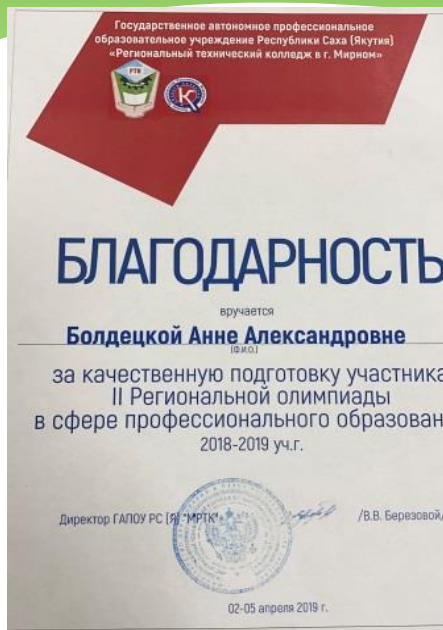 Государственное автономное профессиональное
образовательное учреждение Республики Саха (Якутия)
«Региональный технический колледж в г. Мирном»
РТК
БЛАГОДАРНОСТЬ
вручается
Болдецкой Анне Александровне
(Ф.И.О.)
за качественную подготовку участника
II Региональной олимпиады
в сфере профессионального образован
2018-2019 уч.г.
Директор ГАПОУ РС (Я) "МРТК" /В.В. Березовой/
02-05 апреля 2019 г.